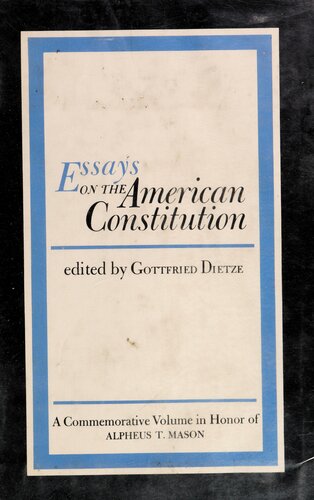 Essays
ON THE American
Constitution
edited by GOTTFRIED DIETZE
A Commemorative Volume in Honor of
ALPHEUS T. MASON